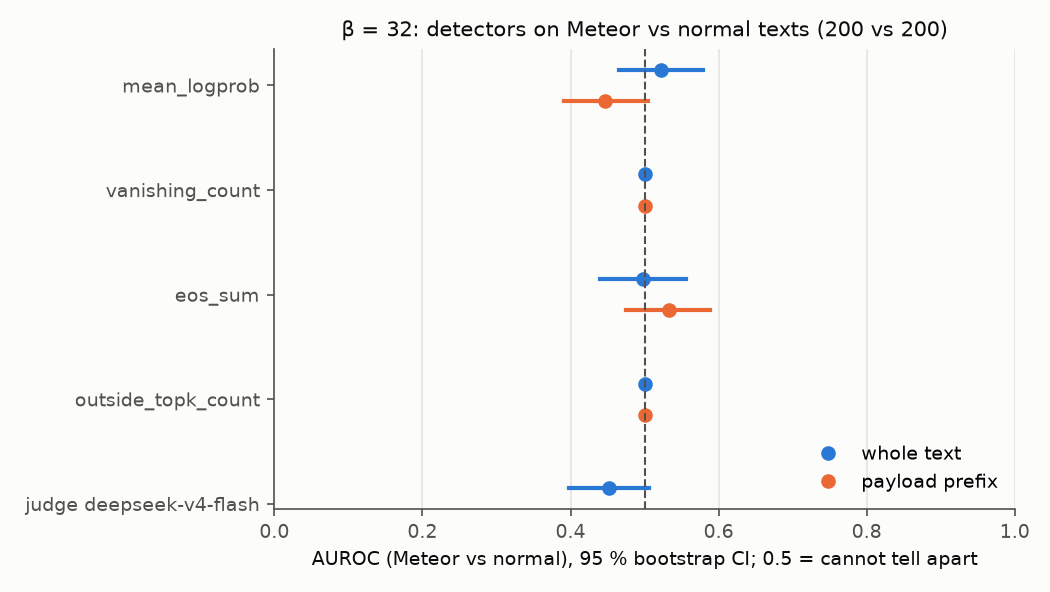 β = 32: detectors on Meteor vs normal texts (200 vs 200)
mean_logprob
vanishing_count
eos_sum
outside_topk_count
judge deepseek-v4-flash
whole text
payload prefix
0.0 0.2 0.4 0.6 0.8 1.0
AUROC (Meteor vs normal), 95 % bootstrap CI; 0.5 = cannot tell apart